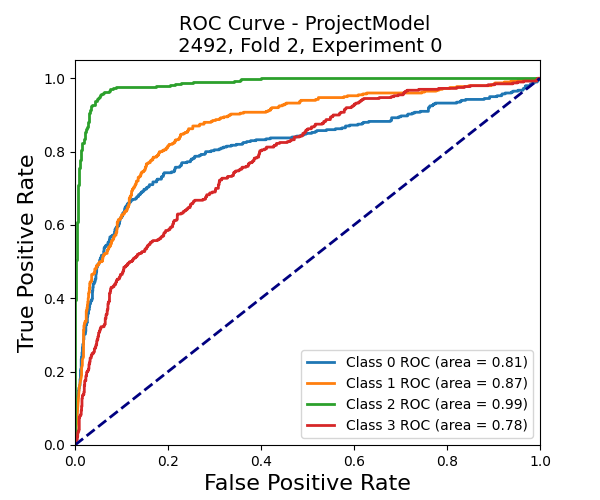 ROC Curve - ProjectModel
2492, Fold 2, Experiment 0
True Positive Rate
1.0
0.8
0.6
0.4
0.2
0.0
Class 0 ROC (area = 0.81)
Class 1 ROC (area = 0.87)
Class 2 ROC (area = 0.99)
Class 3 ROC (area = 0.78)
0.0 0.2 0.4 0.6 0.8 1.0
False Positive Rate